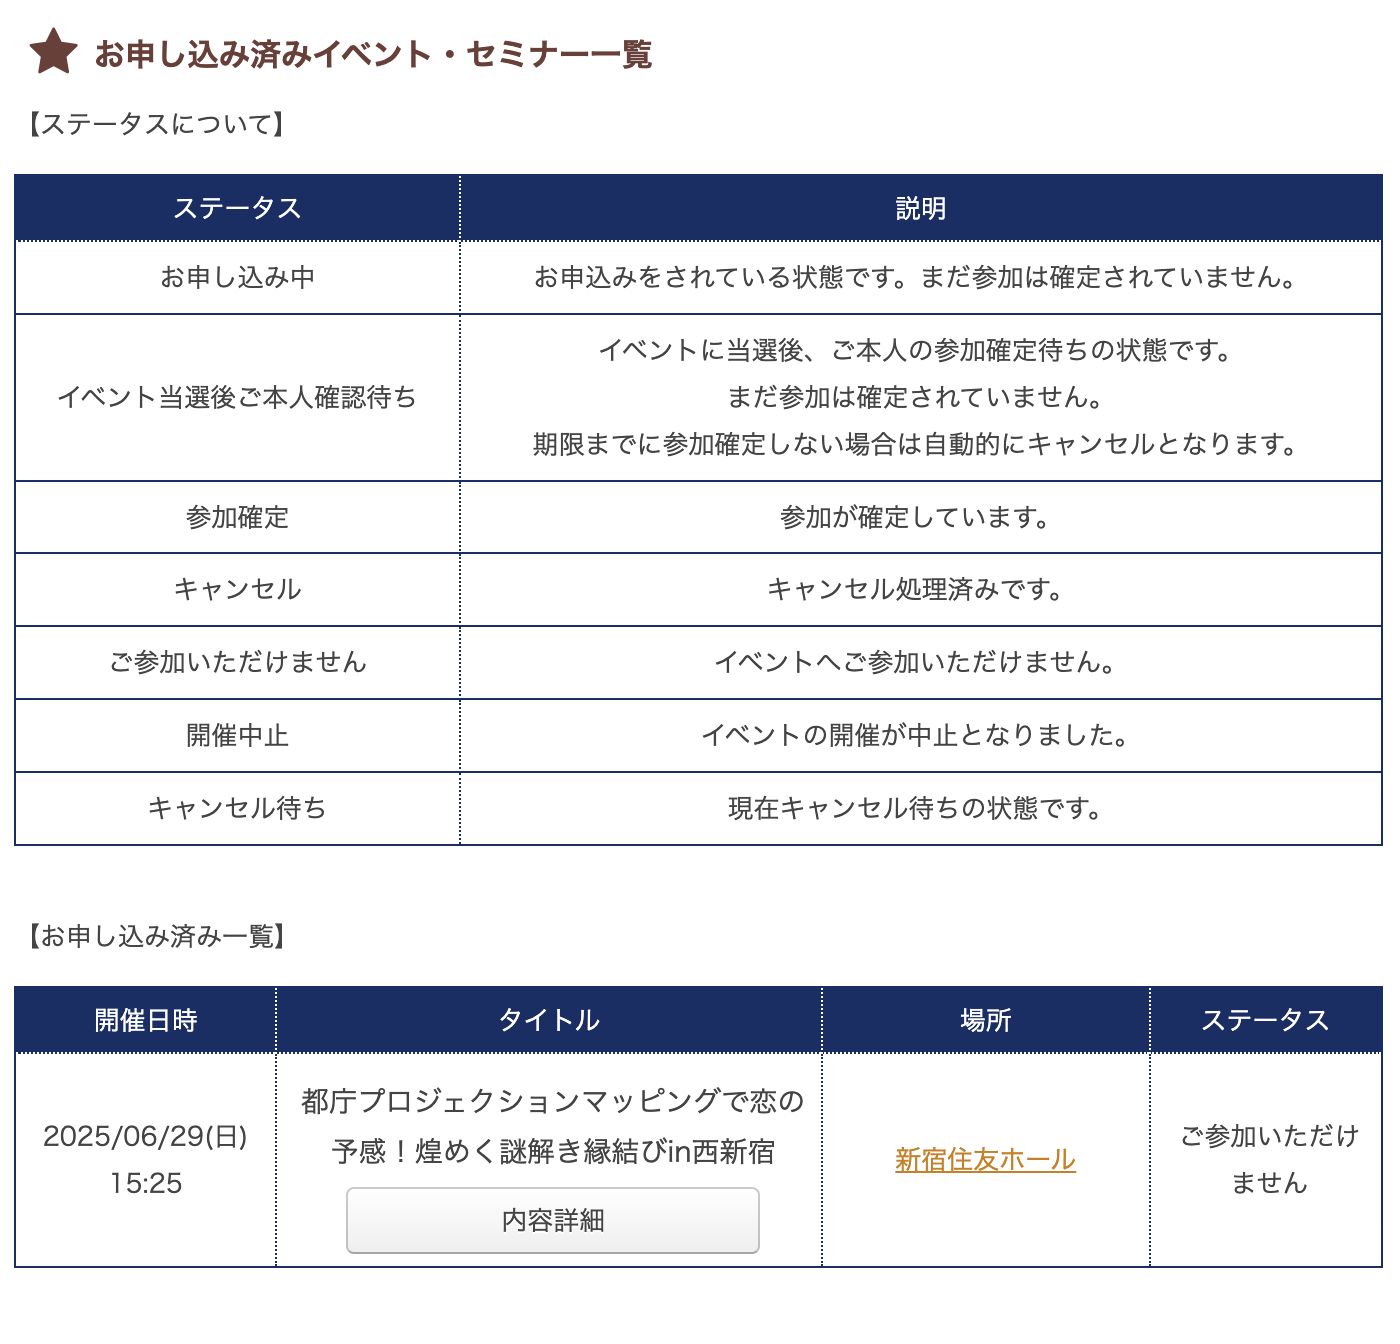 お申し込み済みイベント・セミナー一覧
【ステータスについて】
ステータス 説明
お申し込み中 お申込みをされている状態です。まだ参加は確定されていません。
イベントに当選後、ご本人の参加確定待ちの状態です。
イベント当選後ご本人確認待ち まだ参加は確定されていません。
期限までに参加確定しない場合は自動的にキャンセルとなります。
参加確定 参加が確定しています。
キャンセル キャンセル処理済みです。
ご参加いただけません イベントへご参加いただけません。
開催中止 イベントの開催が中止となりました。
キャンセル待ち 現在キャンセル待ちの状態です。
【お申し込み済み一覧】
開催日時 タイトル 場所 ステータス
2025/06/29(日)
15:25
都庁プロジェクションマッピングで恋の
予感！煌めく謎解き縁結びin西新宿
内容詳細
新宿住友ホール
ご参加いただけ
ません